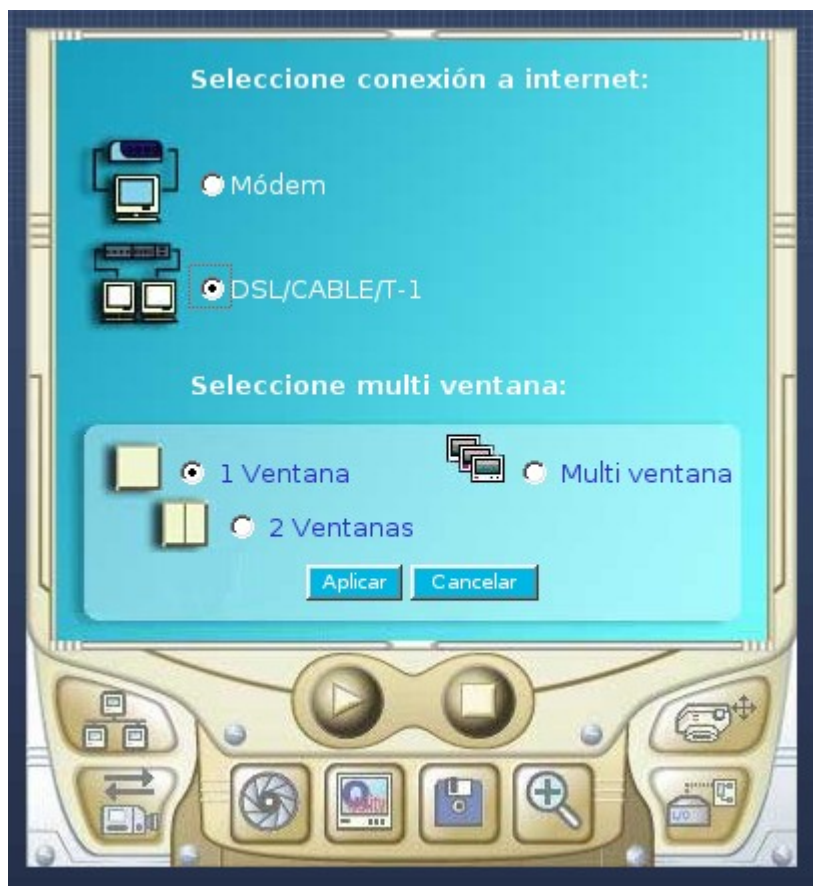 Seleccione conexión a internet:
Módem
DSL/CABLE/T-1
Seleccione multi ventana:
1 Ventana
Multi ventana
2 Ventanas
Aplicar
Cancelar
I/O